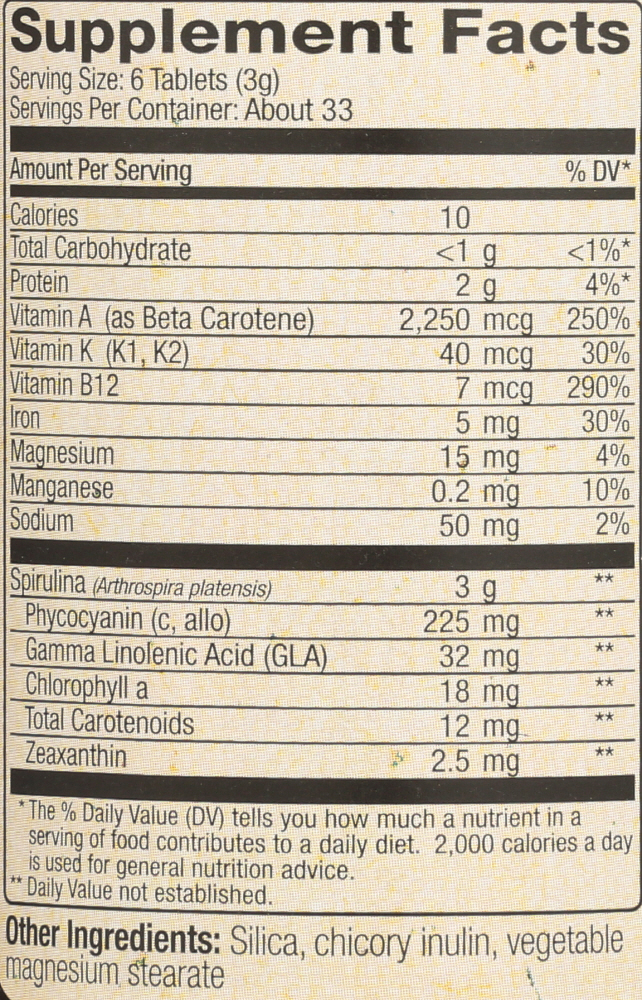 Supplement Facts
Serving Size: 6 Tablets (3g)
Servings Per Container: About 33
Amount Per Serving % DV*
Calories 10
Total Carbohydrate <1 g <1%*
Protein 2 g 4%*
Vitamin A (as Beta Carotene) 2,250 mcg 250%
Vitamin K (K1, K2) 40 mcg 30%
Vitamin B12 7 mcg 290%
Iron 5 mg 30%
Magnesium 15 mg 4%
Manganese 0.2 mg 10%
Sodium 50 mg 2%
Spirulina (Arthrospira platensis) 3 g **
Phycocyanin (c, allo) 225 mg **
Gamma Linolenic Acid (GLA) 32 mg **
Chlorophyll a 18 mg **
Total Carotenoids 12 mg **
Zeaxanthin 2.5 mg **
* The % Daily Value (DV) tells you how much a nutrient in a
serving of food contributes to a daily diet. 2,000 calories a day
is used for general nutrition advice.
** Daily Value not established.
Other Ingredients: Silica, chicory inulin, vegetable
magnesium stearate